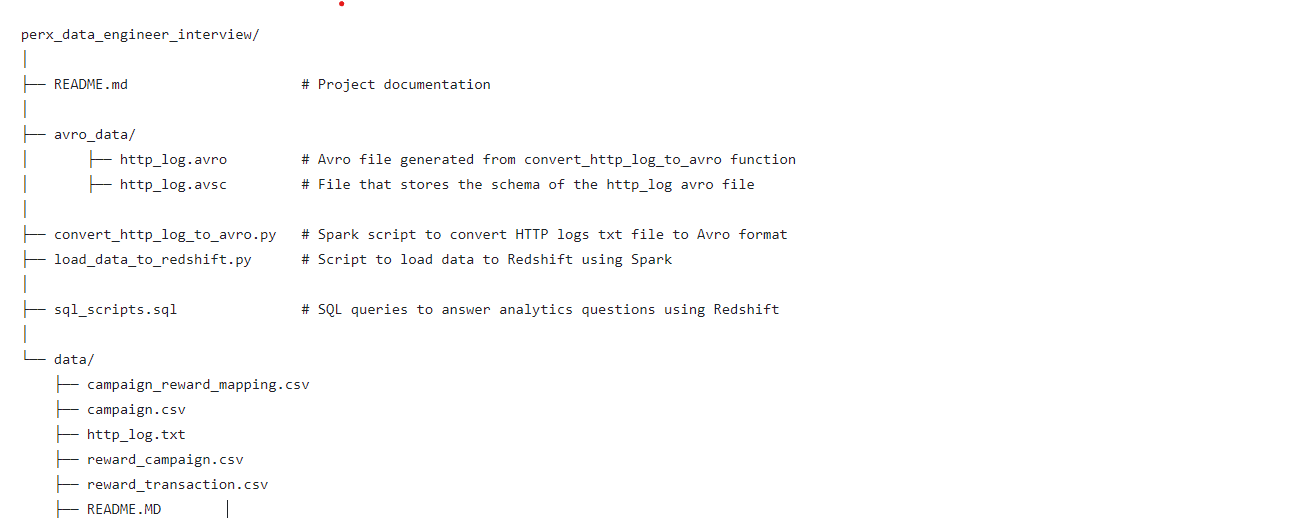 perx_data_engineer_interview/
│
├── README.md                     # Project documentation
│
├── avro_data/
│       ├── http_log.avro         # Avro file generated from convert_http_log_to_avro function
│       ├── http_log.avsc         # File that stores the schema of the http_log avro file
│
├── convert_http_log_to_avro.py   # Spark script to convert HTTP logs txt file to Avro format
├── load_data_to_redshift.py      # Script to load data to Redshift using Spark
│
├── sql_scripts.sql               # SQL queries to answer analytics questions using Redshift
│
└── data/
    ├── campaign_reward_mapping.csv
    ├── campaign.csv
    ├── http_log.txt
    ├── reward_campaign.csv
    ├── reward_transaction.csv
    ├── README.MD